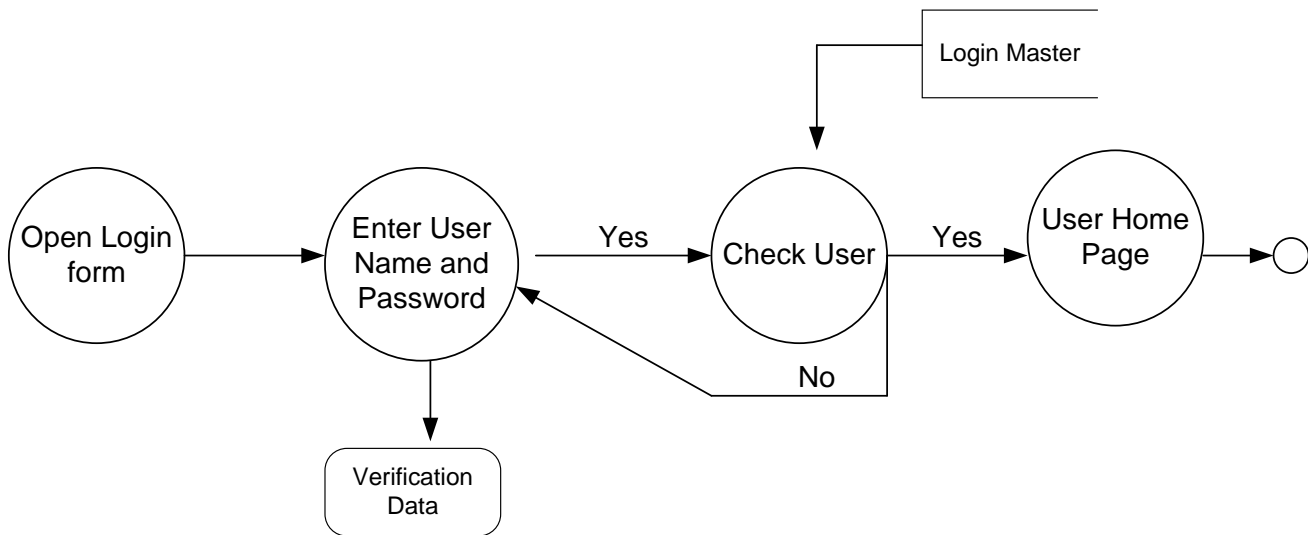 Login Master
Open Login
form
Enter User
Name and
Password
Yes
Check User
Yes
User Home
Page
No
Verification
Data